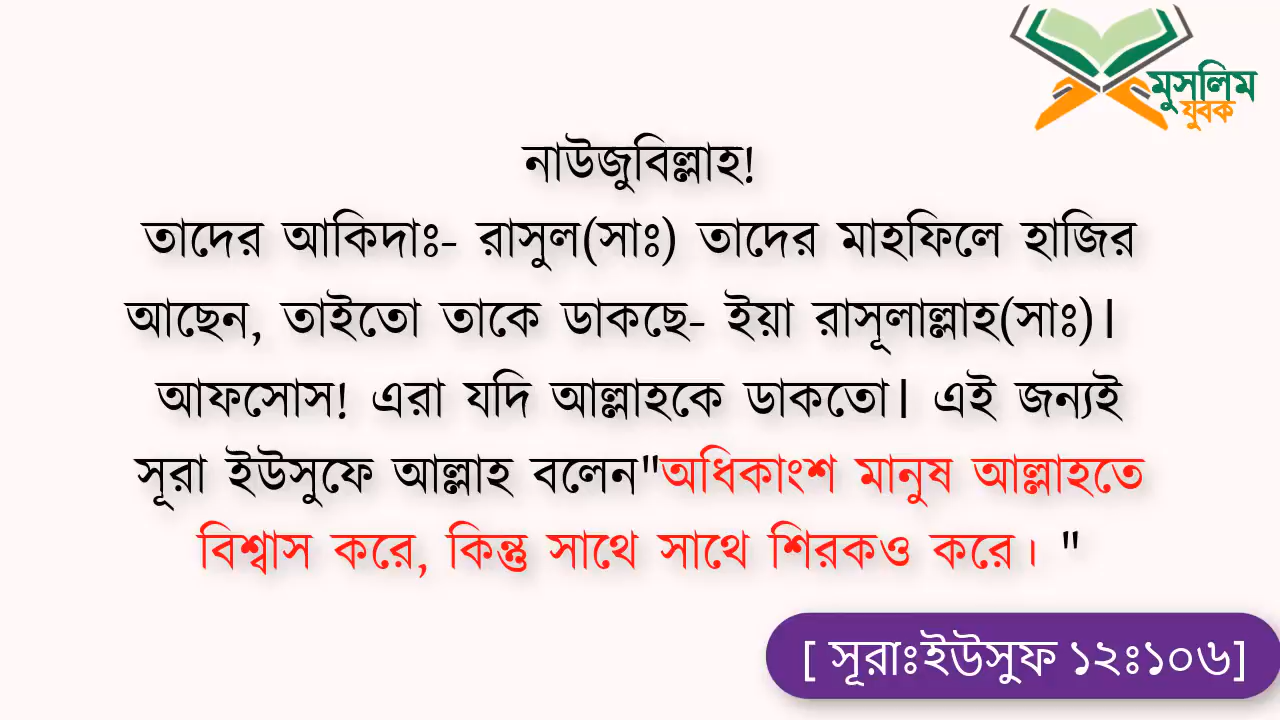 মুসলিম
যুবক
নাউজুবিল্লাহ!
তাদের আকিদাঃ- রাসুল(সাঃ) তাদের মাহফিলে হাজির
আছেন, তাইতো তাকে ডাকছে- ইয়া রাসূলাল্লাহ(সাঃ)।
আফসোস! এরা যদি আল্লাহকে ডাকতো। এই জন্যই
সূরা ইউসুফে আল্লাহ বলেন"অধিকাংশ মানুষ আল্লাহতে
বিশ্বাস করে, কিন্তু সাথে সাথে শিরকও করে। "
[ সূরাঃইউসুফ ১২ঃ১০৬]